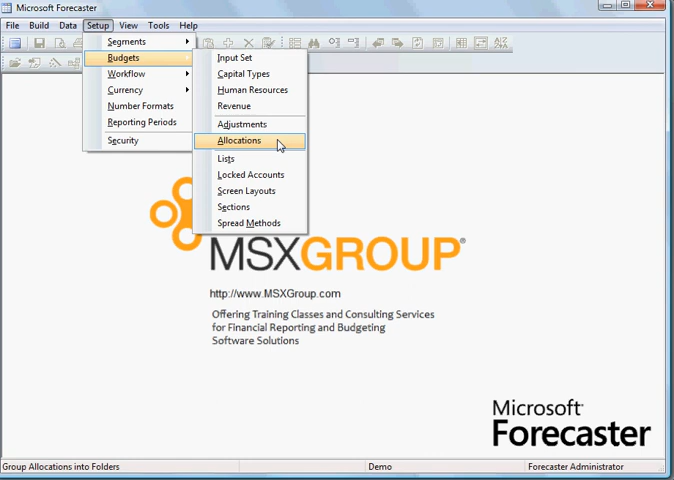 Microsoft Forecaster
File Build Data Setup View Tools Help
Segments
Budgets
Workflow
Currency
Number Formats
Reporting Periods
Security
Input Set
Capital Types
Human Resources
Revenue
Adjustments
Allocations
Lists
Locked Accounts
Screen Layouts
Sections
Spread Methods
MSXGROUP®
http://www.MSXGroup.com
Offering Training Classes and Consulting Services
for Financial Reporting and Budgeting
Software Solutions
Microsoft®
Forecaster
Group Allocations into Folders Demo Forecaster Administrator